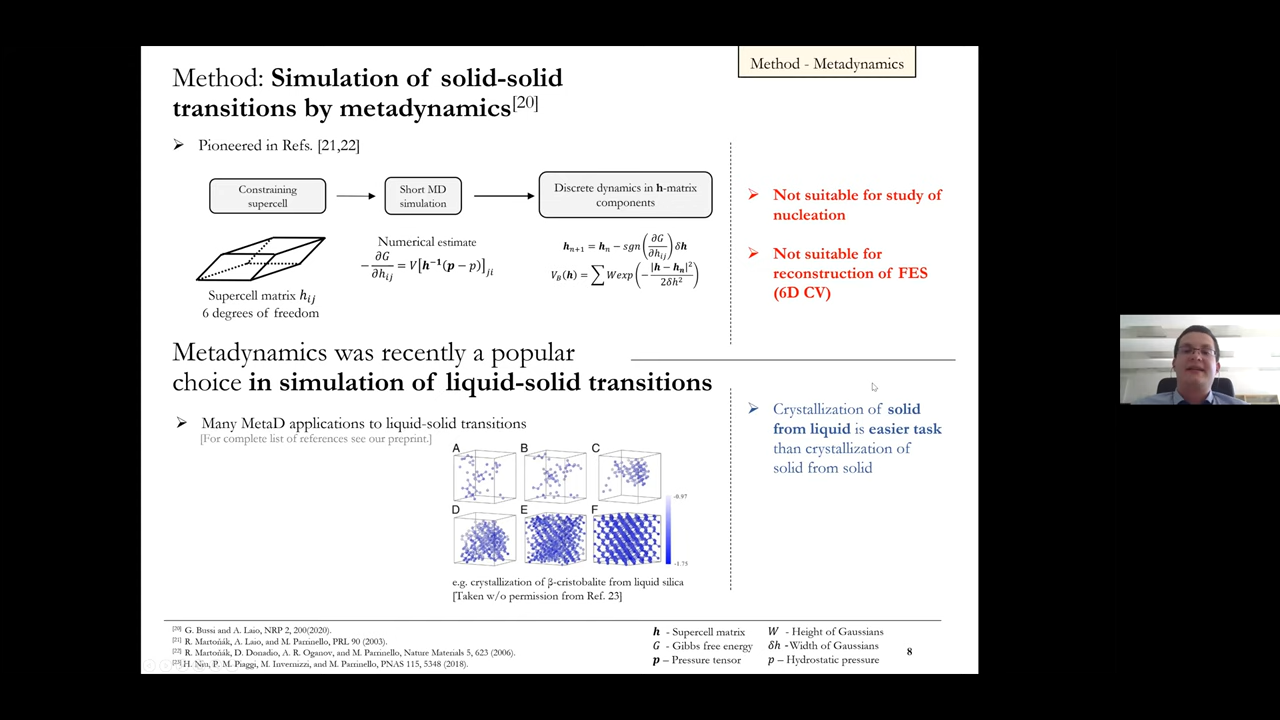 Method - Metadynamics
Method: Simulation of solid-solid
transitions by metadynamics[20]
➢ Pioneered in Refs. [21,22]
Constraining
supercell
Short MD
simulation
Discrete dynamics in h-matrix
components
Supercell matrix h_ij
6 degrees of freedom
Numerical estimate
−∂G/∂h_ij = V[h⁻¹(p − p)]_ji
h_n+1 = h_n − sgn(∂G/∂h_ij)δh
V_B(h) = ∑ Wexp(−|h − h_n|²/2δh²)
➢ Not suitable for study of
nucleation
➢ Not suitable for
reconstruction of FES
(6D CV)
Metadynamics was recently a popular
choice in simulation of liquid-solid transitions
➢ Many MetaD applications to liquid-solid transitions
[For complete list of references see our preprint.]
A B C
D E F
-0.97
-1.75
e.g. crystallization of β-cristobalite from liquid silica
[Taken w/o permission from Ref. 23]
➢ Crystallization of solid
from liquid is easier task
than crystallization of
solid from solid
[20] G. Bussi and A. Laio, NRP 2, 200(2020).
[21] R. Martoňák, A. Laio, and M. Parrinello, PRL 90 (2003).
[22] R. Martoňák, D. Donadio, A. R. Oganov, and M. Parrinello, Nature Materials 5, 623 (2006).
[23] H. Niu, P. M. Piaggi, M. Invernizzi, and M. Parrinello, PNAS 115, 5348 (2018).
h - Supercell matrix
G - Gibbs free energy
p – Pressure tensor
W - Height of Gaussians
δh - Width of Gaussians
p – Hydrostatic pressure
8